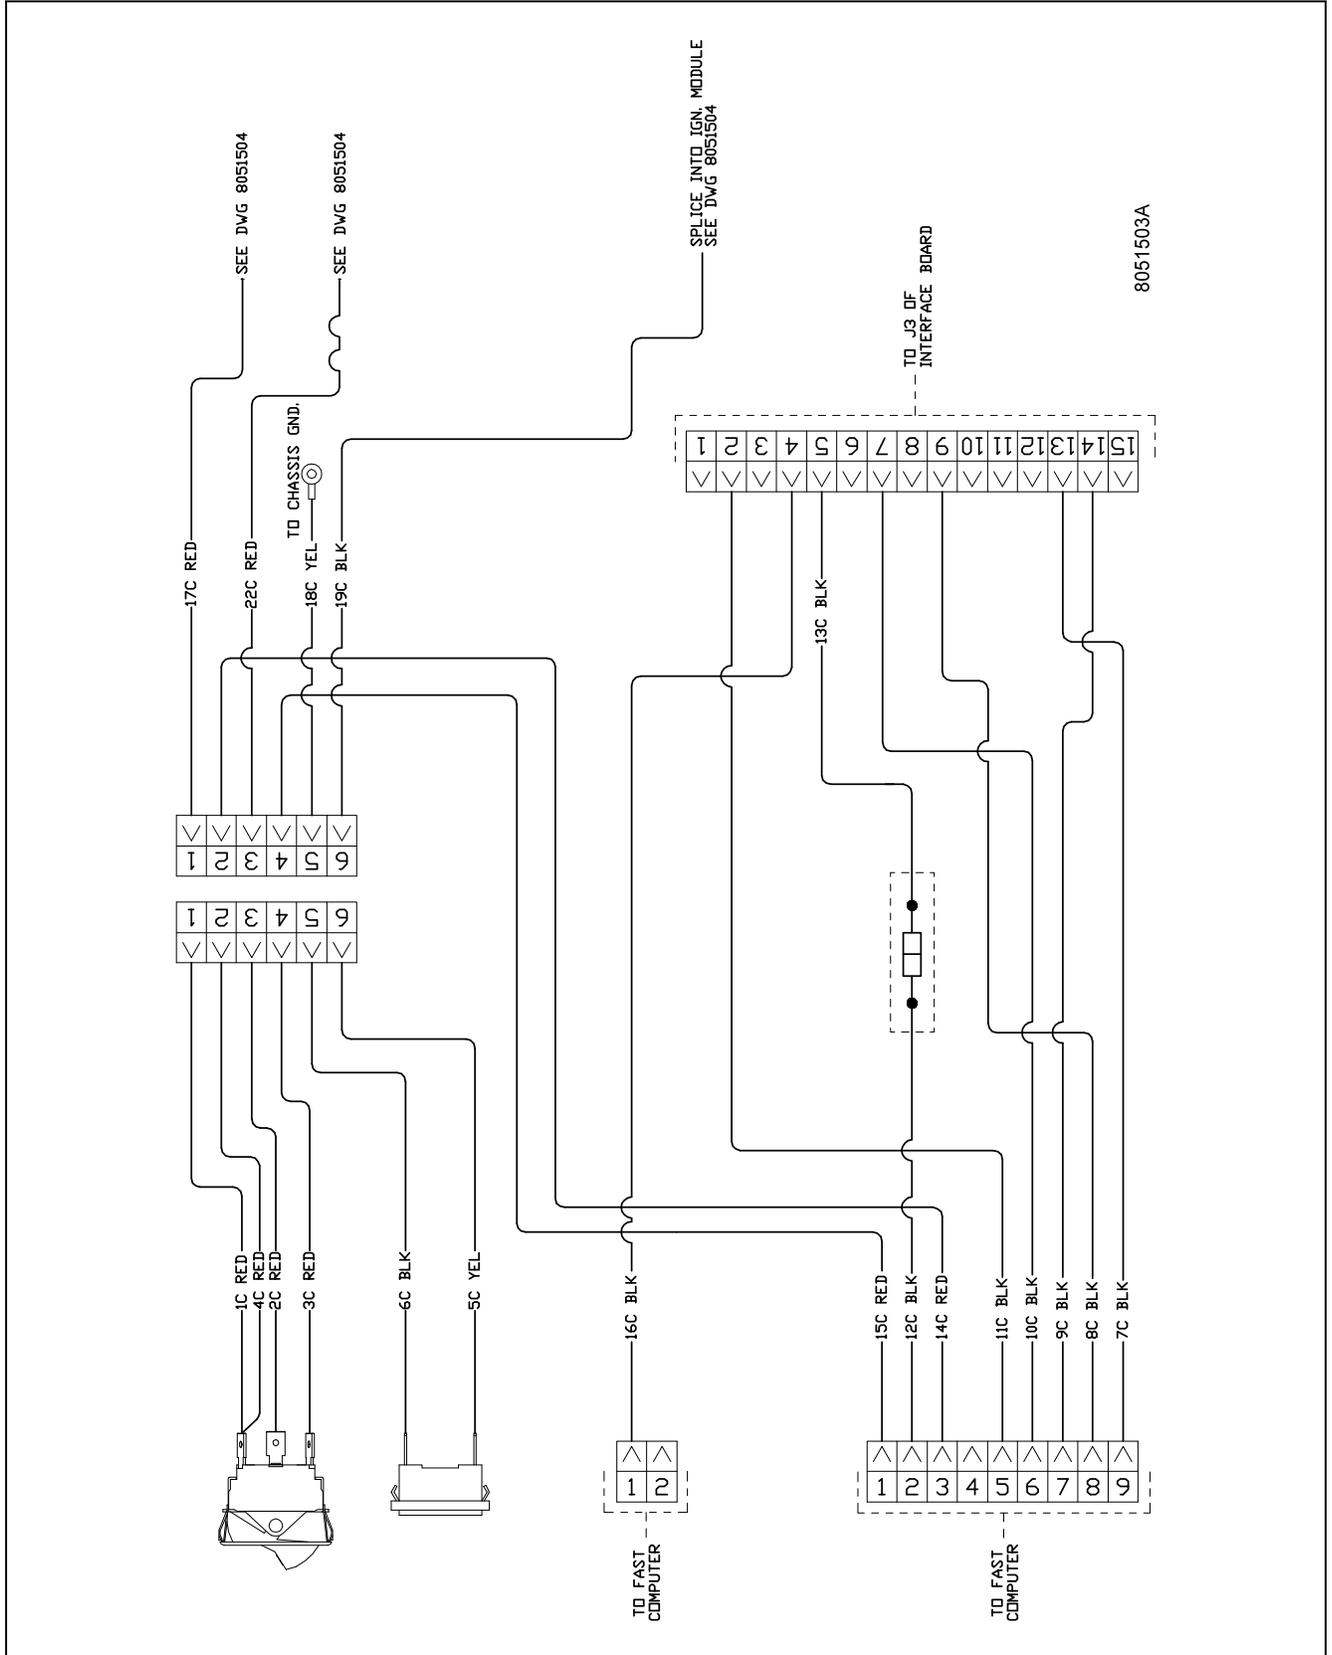 SEE DWG 8051504
SEE DWG 8051504
SPLICE INTO IGN. MODULE
SEE DWG 8051504
8051503A
TO J3 OF
INTERFACE BOARD
TO CHASSIS GND.
1 2 3 4 5 6 7 8 9 10 11 12 13 14 15
17C RED
22C RED
18C YEL
19C BLK
13C BLK
1 2 3 4 5 6
1 2 3 4 5 6
1C RED
4C RED
2C RED
3C RED
6C BLK
5C YEL
16C BLK
15C RED
12C BLK
14C RED
11C BLK
10C BLK
9C BLK
8C BLK
7C BLK
1 2
1 2 3 4 5 6 7 8 9
TO FAST
COMPUTER
TO FAST
COMPUTER